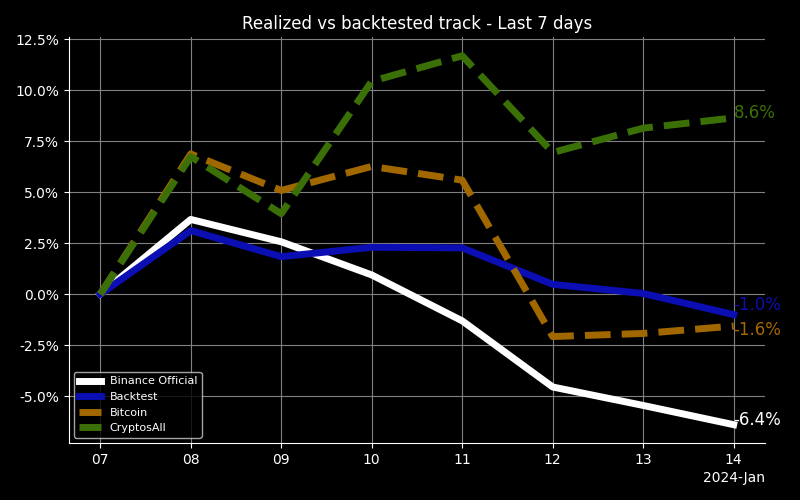 Realized vs backtested track - Last 7 days
12.5%
10.0%
7.5%
5.0%
2.5%
0.0%
-2.5%
-5.0%
8.6%
-1.0%
-1.6%
-6.4%
Binance Official
Backtest
Bitcoin
CryptosAll
07 08 09 10 11 12 13 14
2024-Jan